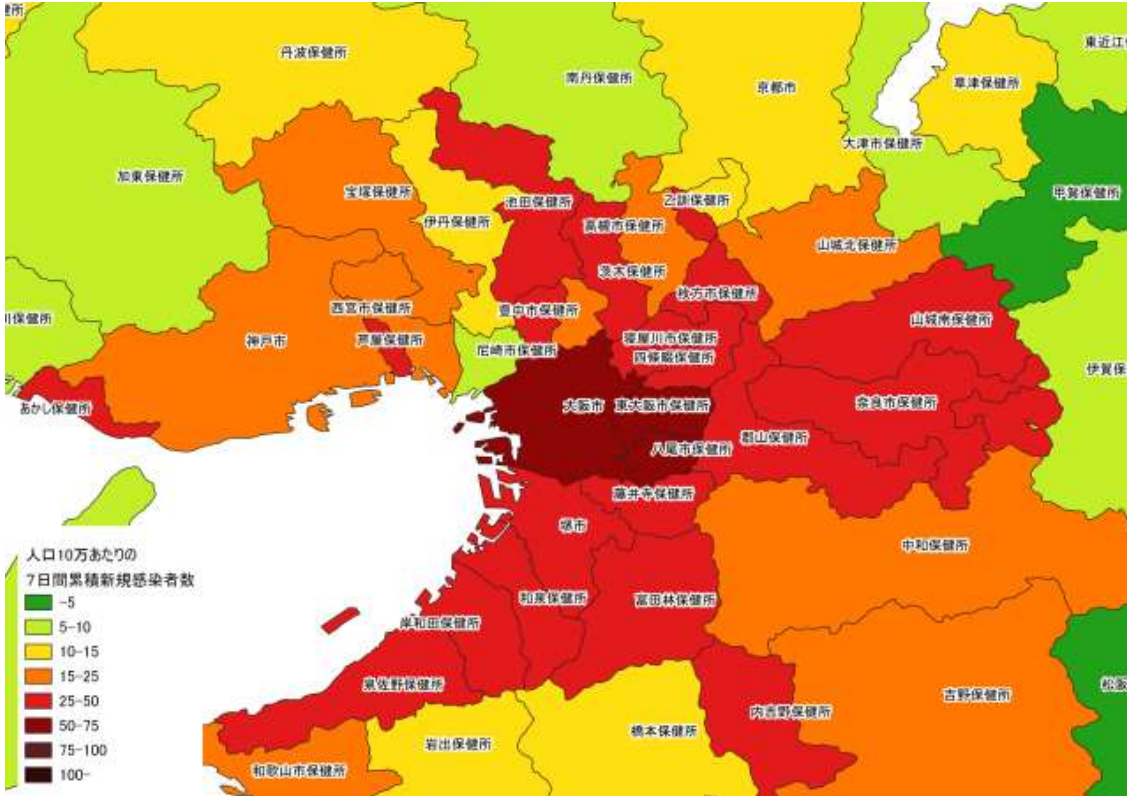 健所
丹波保健所
南丹保健所
京都市
草津保健所
東近江
大津市保健所
加東保健所
宝塚保健所
伊丹保健所
池田保健所
高槻市保健所
乙訓保健所
甲賀保健所
山城北保健所
茨木保健所
枚方市保健所
西宮市保健所
豊中市保健所
川保健所
神戸市
芦屋保健所
尼崎市保健所
寝屋川市保健所
四條畷保健所
山城南保健所
伊賀保
あかし保健所
大阪市
東大阪市保健所
奈良市保健所
八尾市保健所
郡山保健所
藤井寺保健所
堺市
中和保健所
和泉保健所
富田林保健所
岸和田保健所
泉佐野保健所
内吉野保健所
吉野保健所
松阪
橋本保健所
岩出保健所
和歌山市保健所
人口10万あたりの
7日間累積新規感染者数
-5
5-10
10-15
15-25
25-50
50-75
75-100
100-